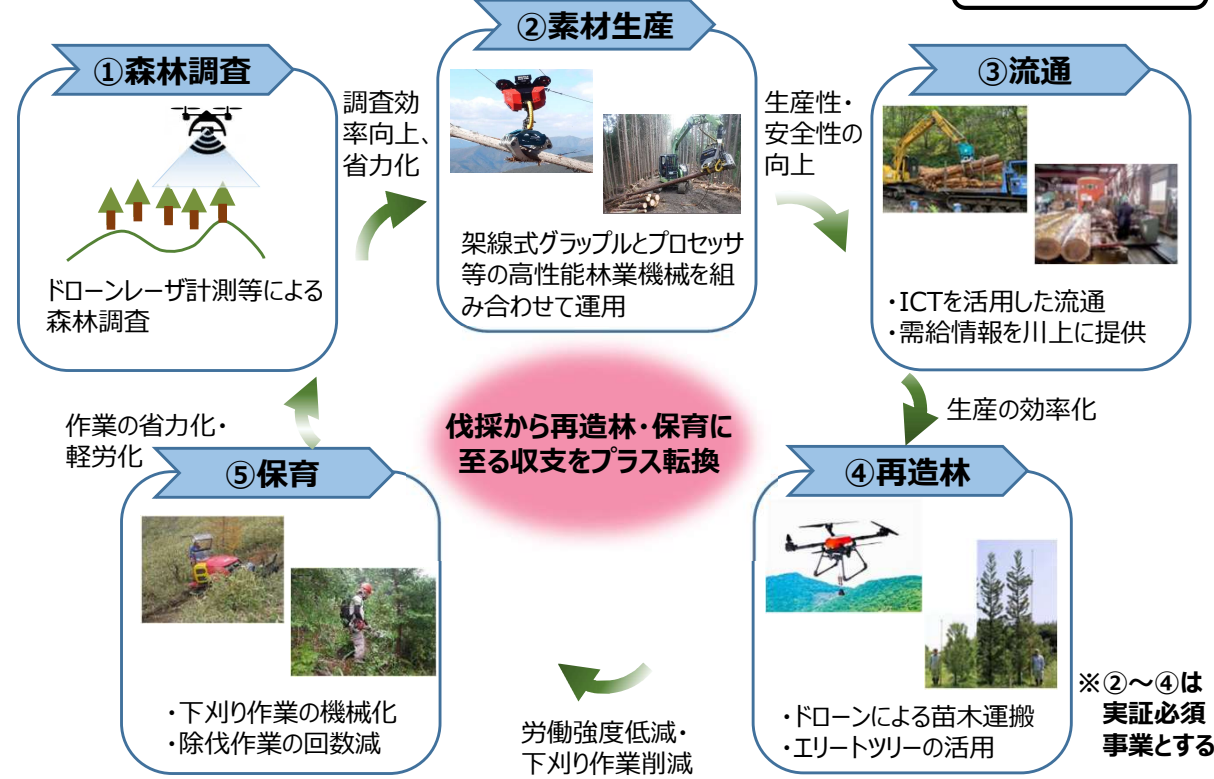 ①森林調査
ドローンレーザ計測等による
森林調査
調査効
率向上、
省力化
②素材生産
架線式グラップルとプロセッサ
等の高性能林業機械を組
み合わせて運用
生産性・
安全性の
向上
③流通
・ICTを活用した流通
・需給情報を川上に提供
生産の効率化
伐採から再造林・保育に
至る収支をプラス転換
④再造林
・ドローンによる苗木運搬
・エリートツリーの活用
※②～④は
実証必須
事業とする
労働強度低減・
下刈り作業削減
⑤保育
・下刈り作業の機械化
・除伐作業の回数減
作業の省力化・
軽労化